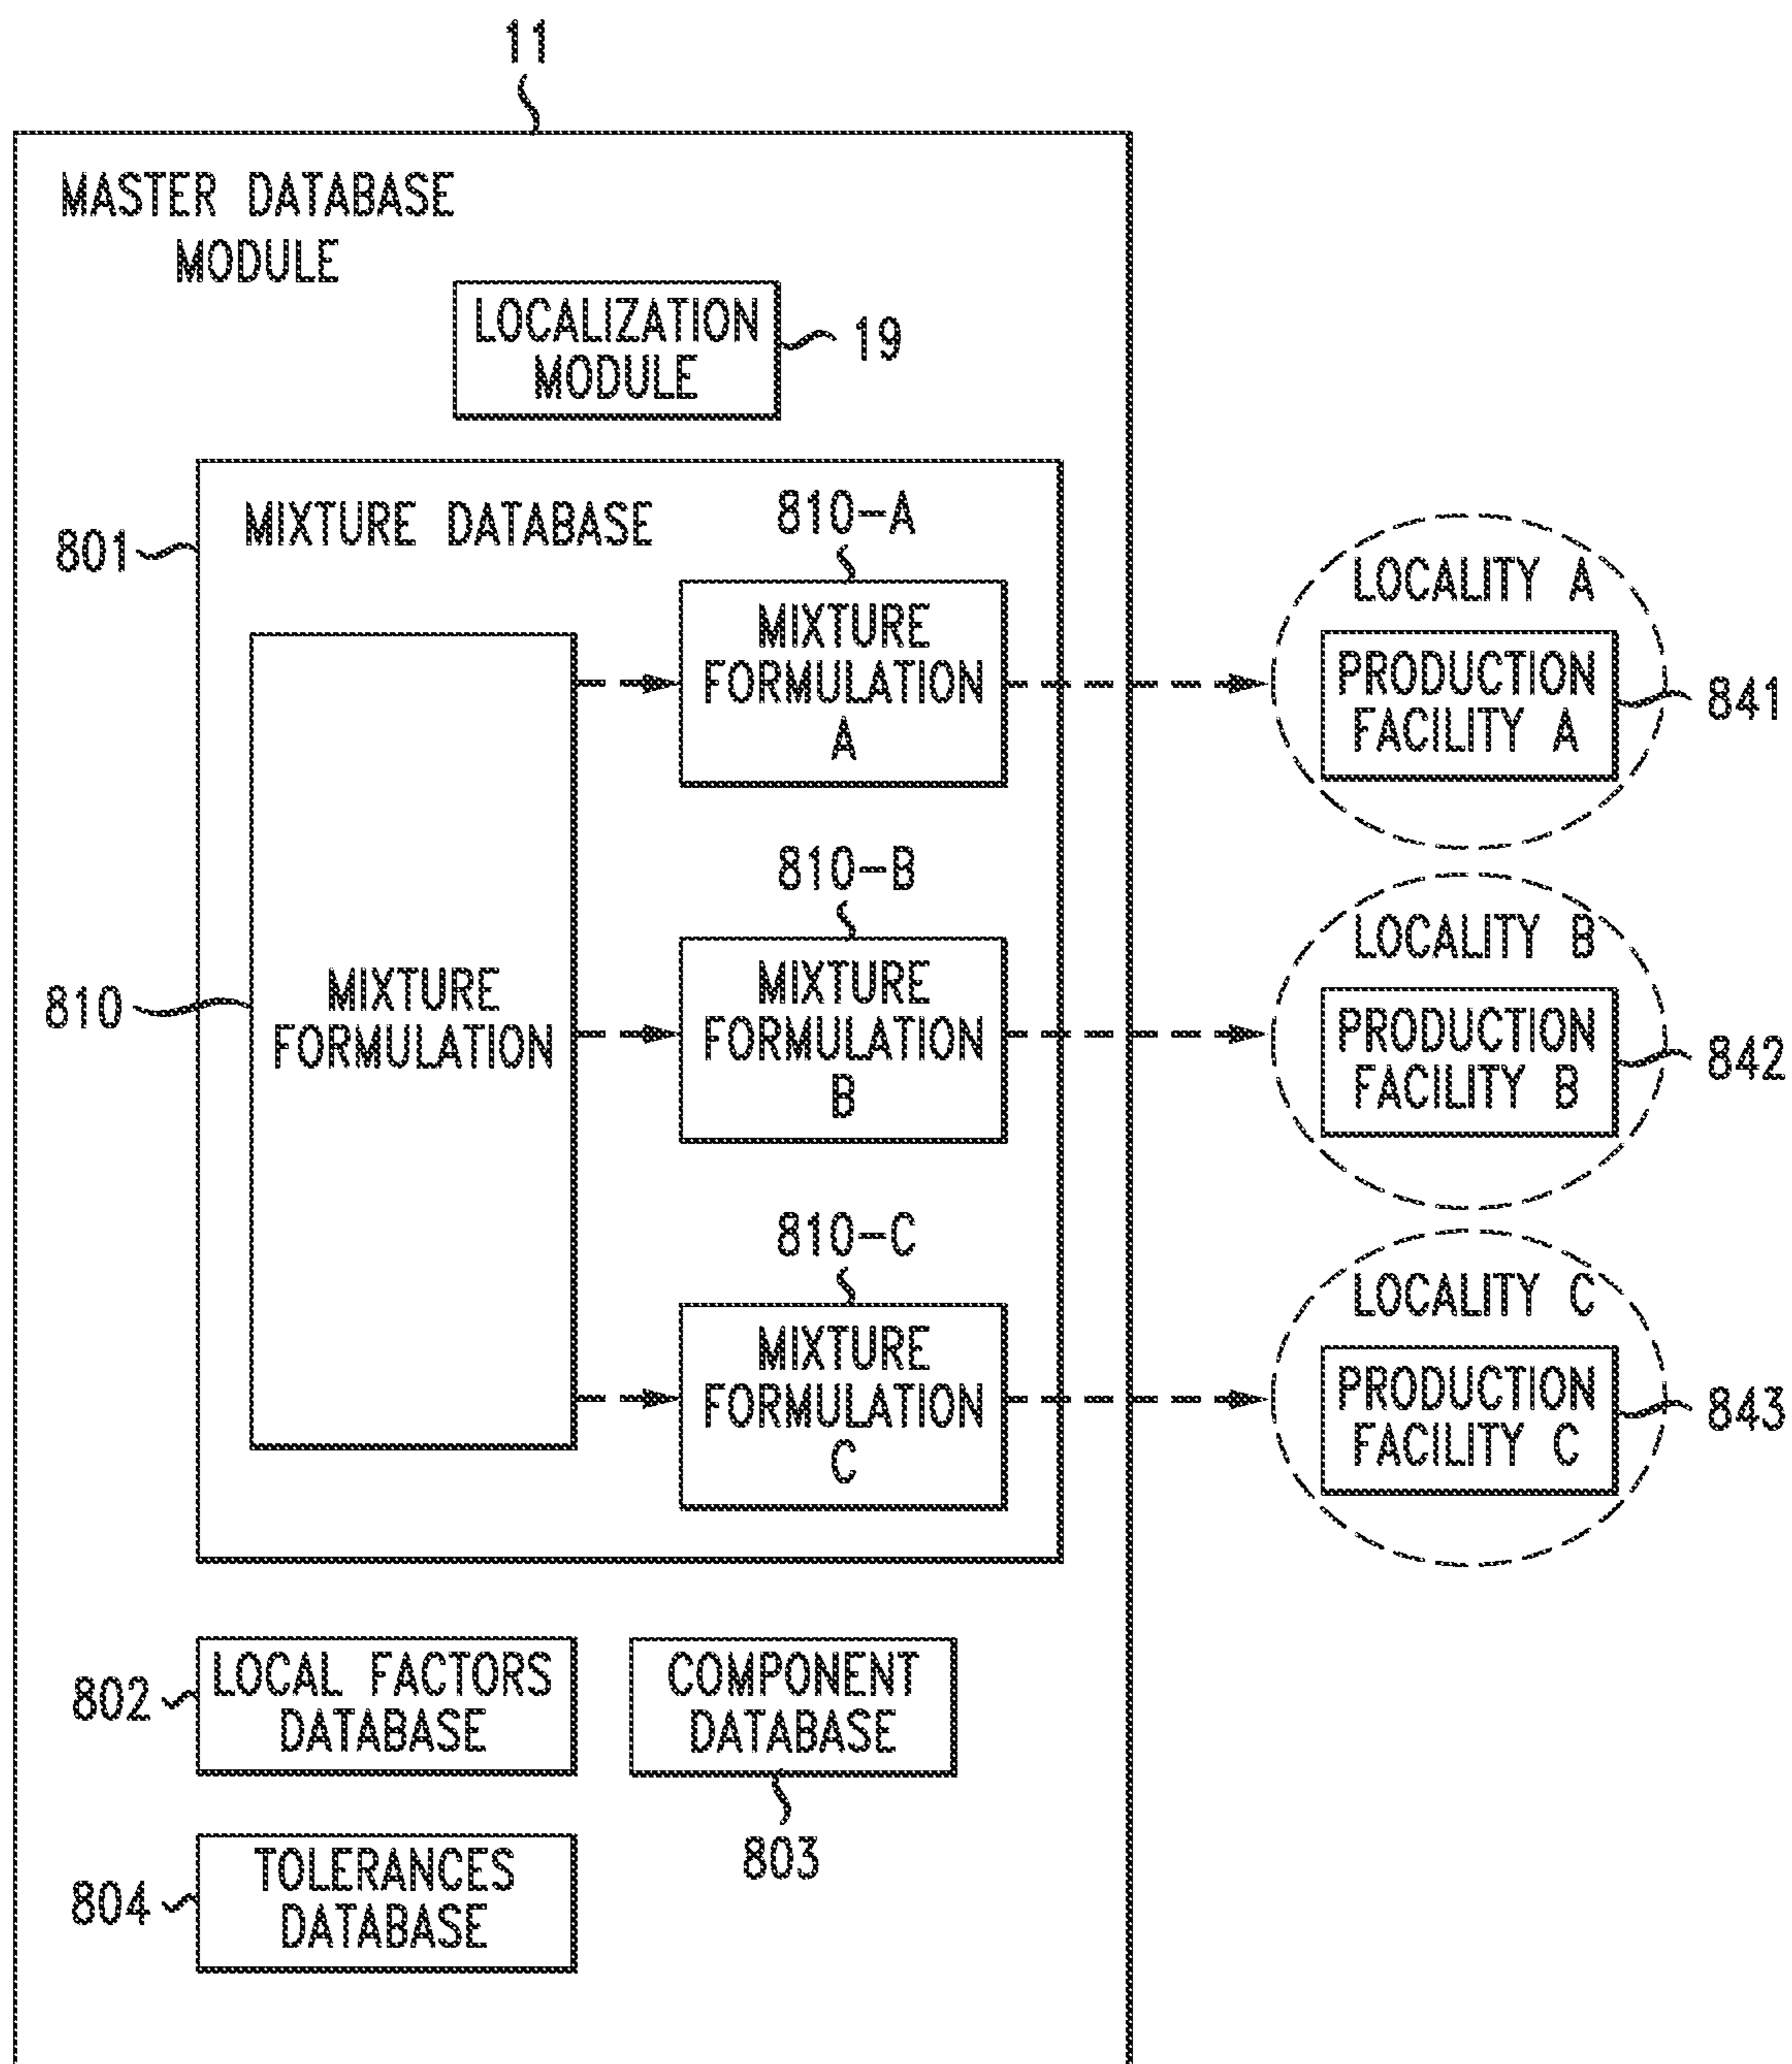 11
MASTER DATABASE
MODULE
LOCALIZATION
MODULE
19
801
MIXTURE DATABASE
810-A
MIXTURE
FORMULATION
A
LOCALITY A
PRODUCTION
FACILITY A
841
810
MIXTURE
FORMULATION
810-B
MIXTURE
FORMULATION
B
LOCALITY B
PRODUCTION
FACILITY B
842
810-C
MIXTURE
FORMULATION
C
LOCALITY C
PRODUCTION
FACILITY C
843
802
LOCAL FACTORS
DATABASE
COMPONENT
DATABASE
803
804
TOLERANCES
DATABASE